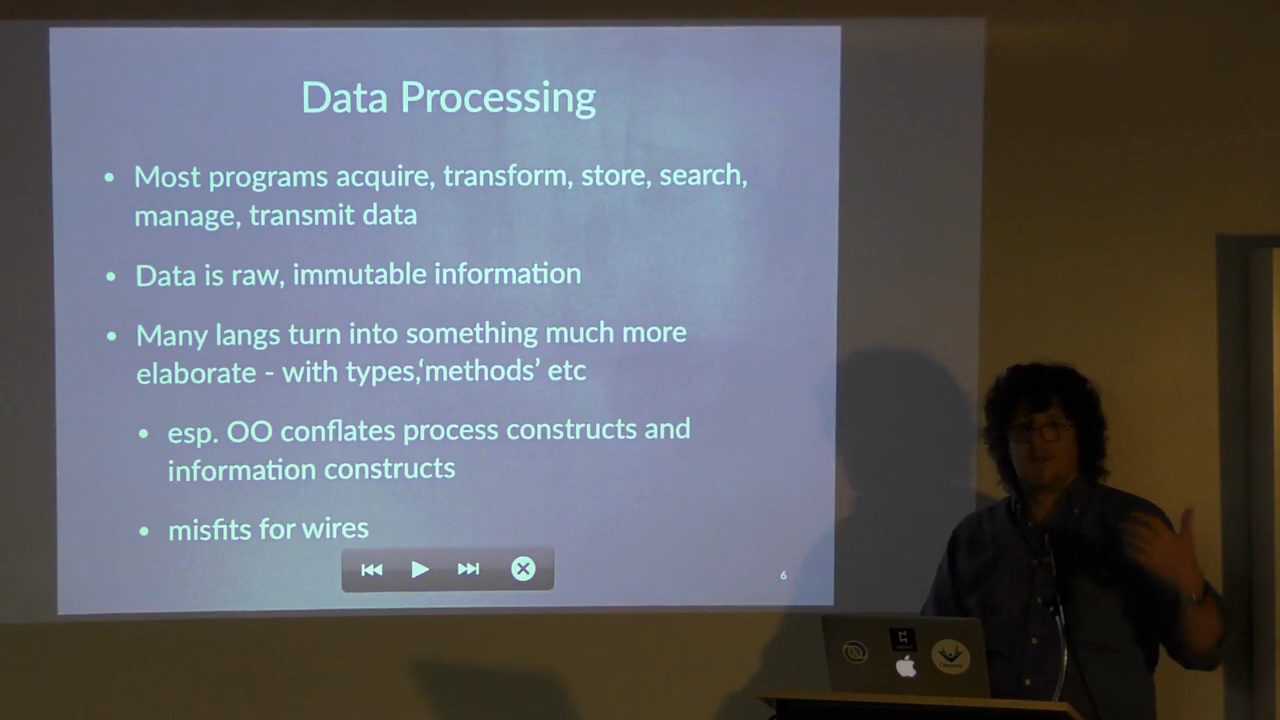 Data Processing
• Most programs acquire, transform, store, search,
manage, transmit data
• Data is raw, immutable information
• Many langs turn into something much more
elaborate - with types,‘methods’ etc
• esp. OO conflates process constructs and
information constructs
• misfits for wires
6